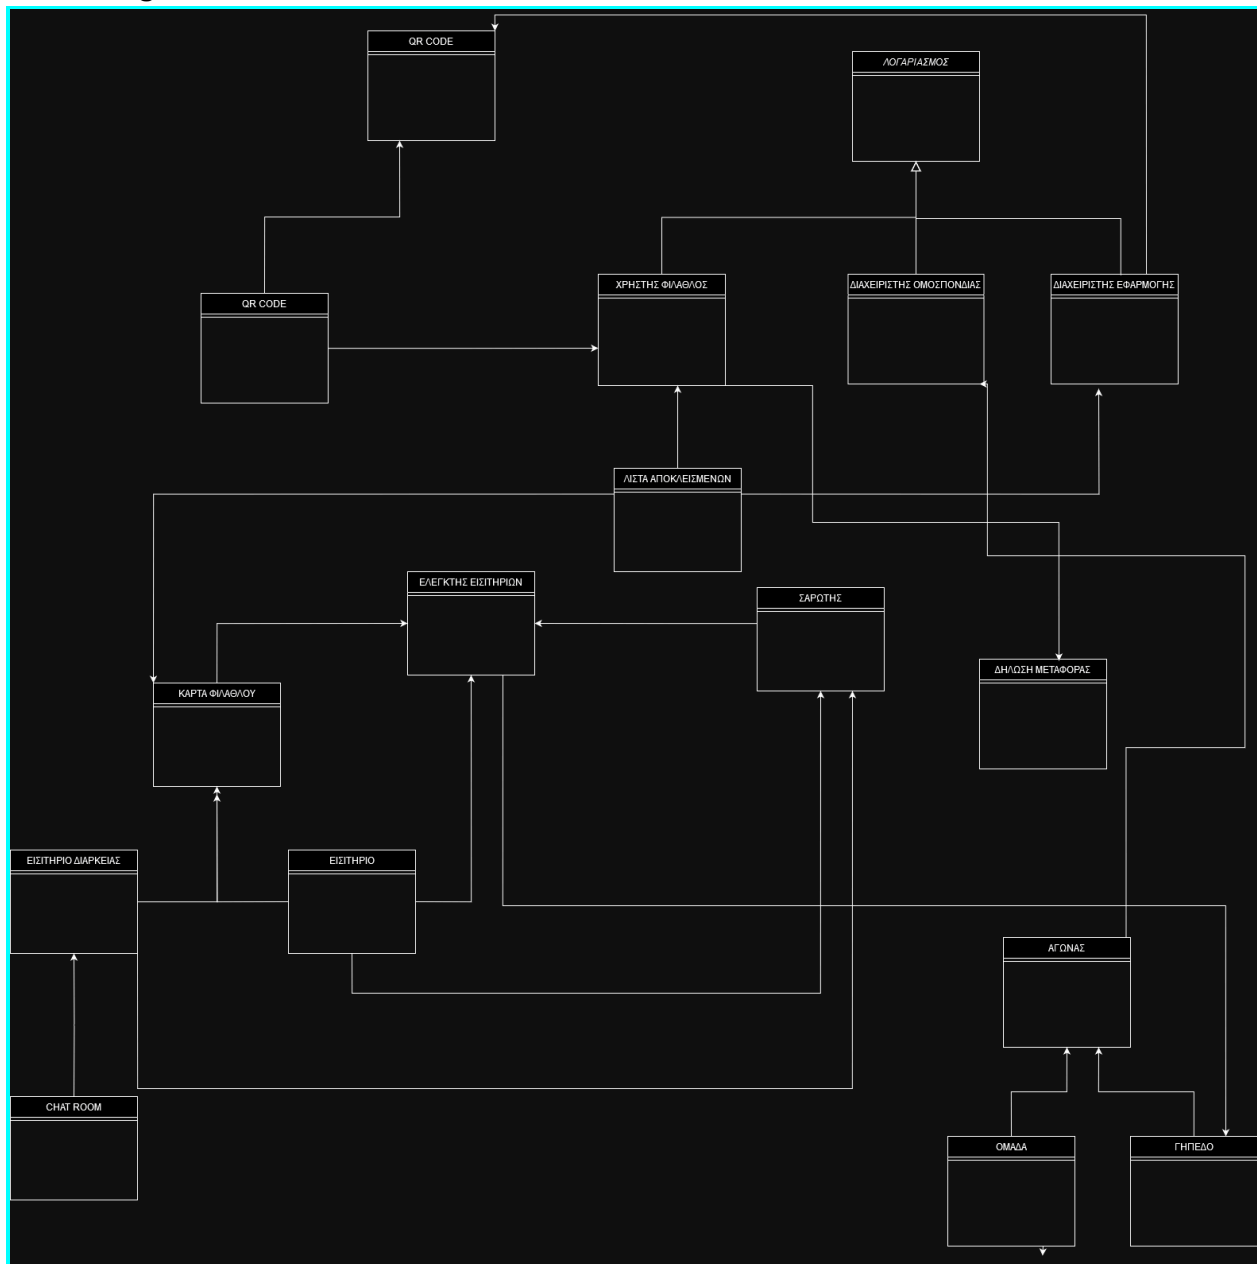 QR CODE
ΛΟΓΑΡΙΑΣΜΟΣ
QR CODE
ΧΡΗΣΤΗΣ ΦΙΛΑΘΛΟΣ
ΔΙΑΧΕΙΡΙΣΤΗΣ ΟΜΟΣΠΟΝΔΙΑΣ
ΔΙΑΧΕΙΡΙΣΤΗΣ ΕΦΑΡΜΟΓΗΣ
ΛΙΣΤΑ ΑΠΟΚΛΕΙΣΜΕΝΩΝ
ΕΛΕΓΚΤΗΣ ΕΙΣΙΤΗΡΙΩΝ
ΣΑΡΩΤΗΣ
ΔΗΛΩΣΗ ΜΕΤΑΦΟΡΑΣ
ΚΑΡΤΑ ΦΙΛΑΘΛΟΥ
ΕΙΣΙΤΗΡΙΟ ΔΙΑΡΚΕΙΑΣ
ΕΙΣΙΤΗΡΙΟ
ΑΓΩΝΑΣ
CHAT ROOM
ΟΜΑΔΑ
ΓΗΠΕΔΟ